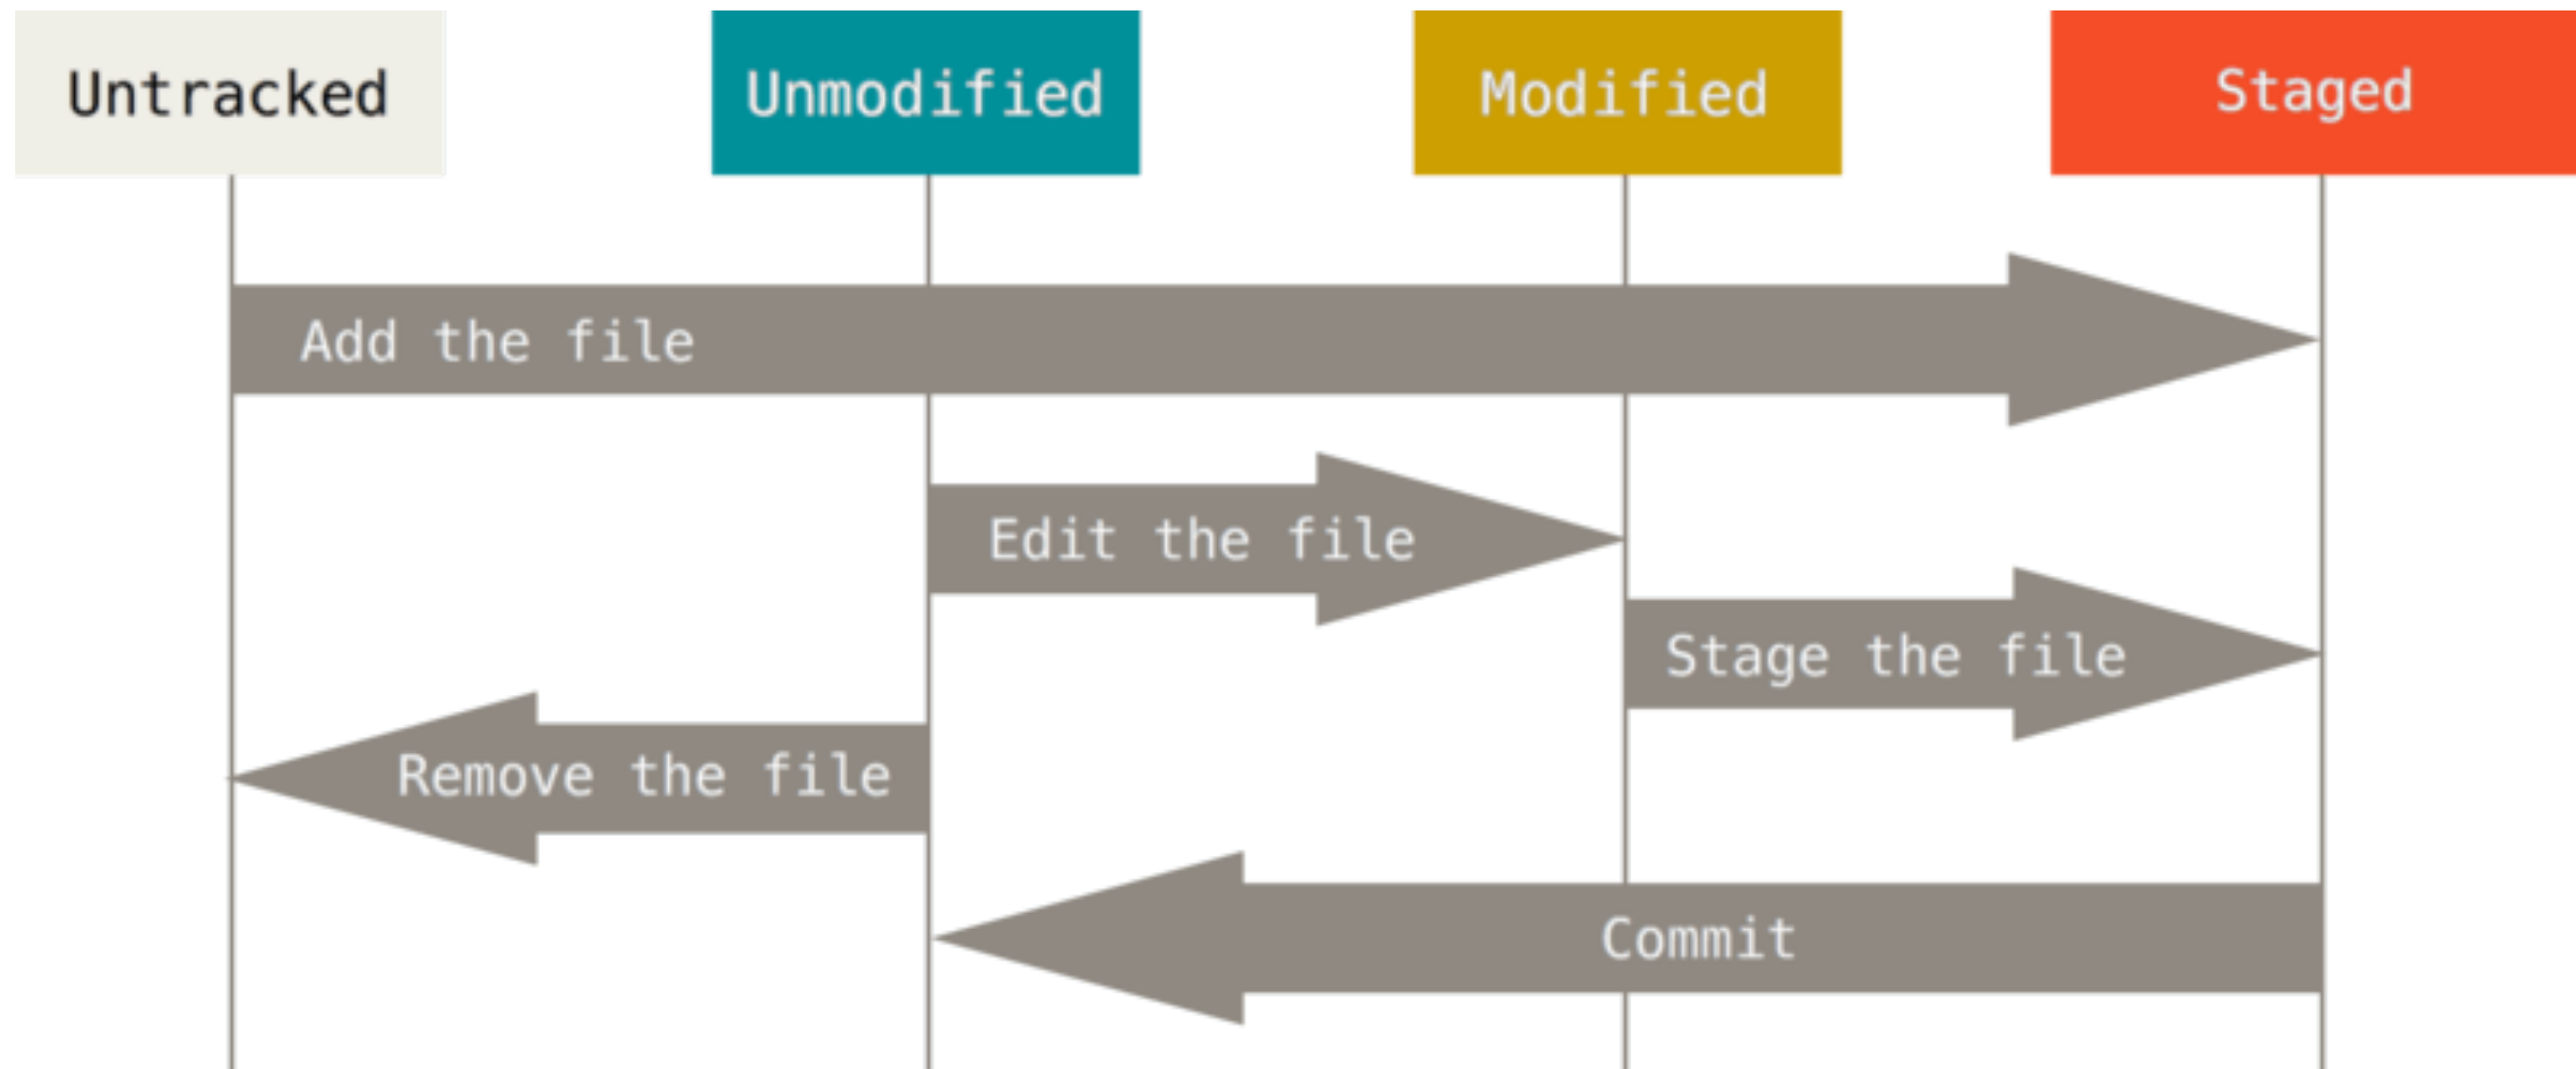 Untracked
Unmodified
Modified
Staged
Add the file
Edit the file
Stage the file
Remove the file
Commit